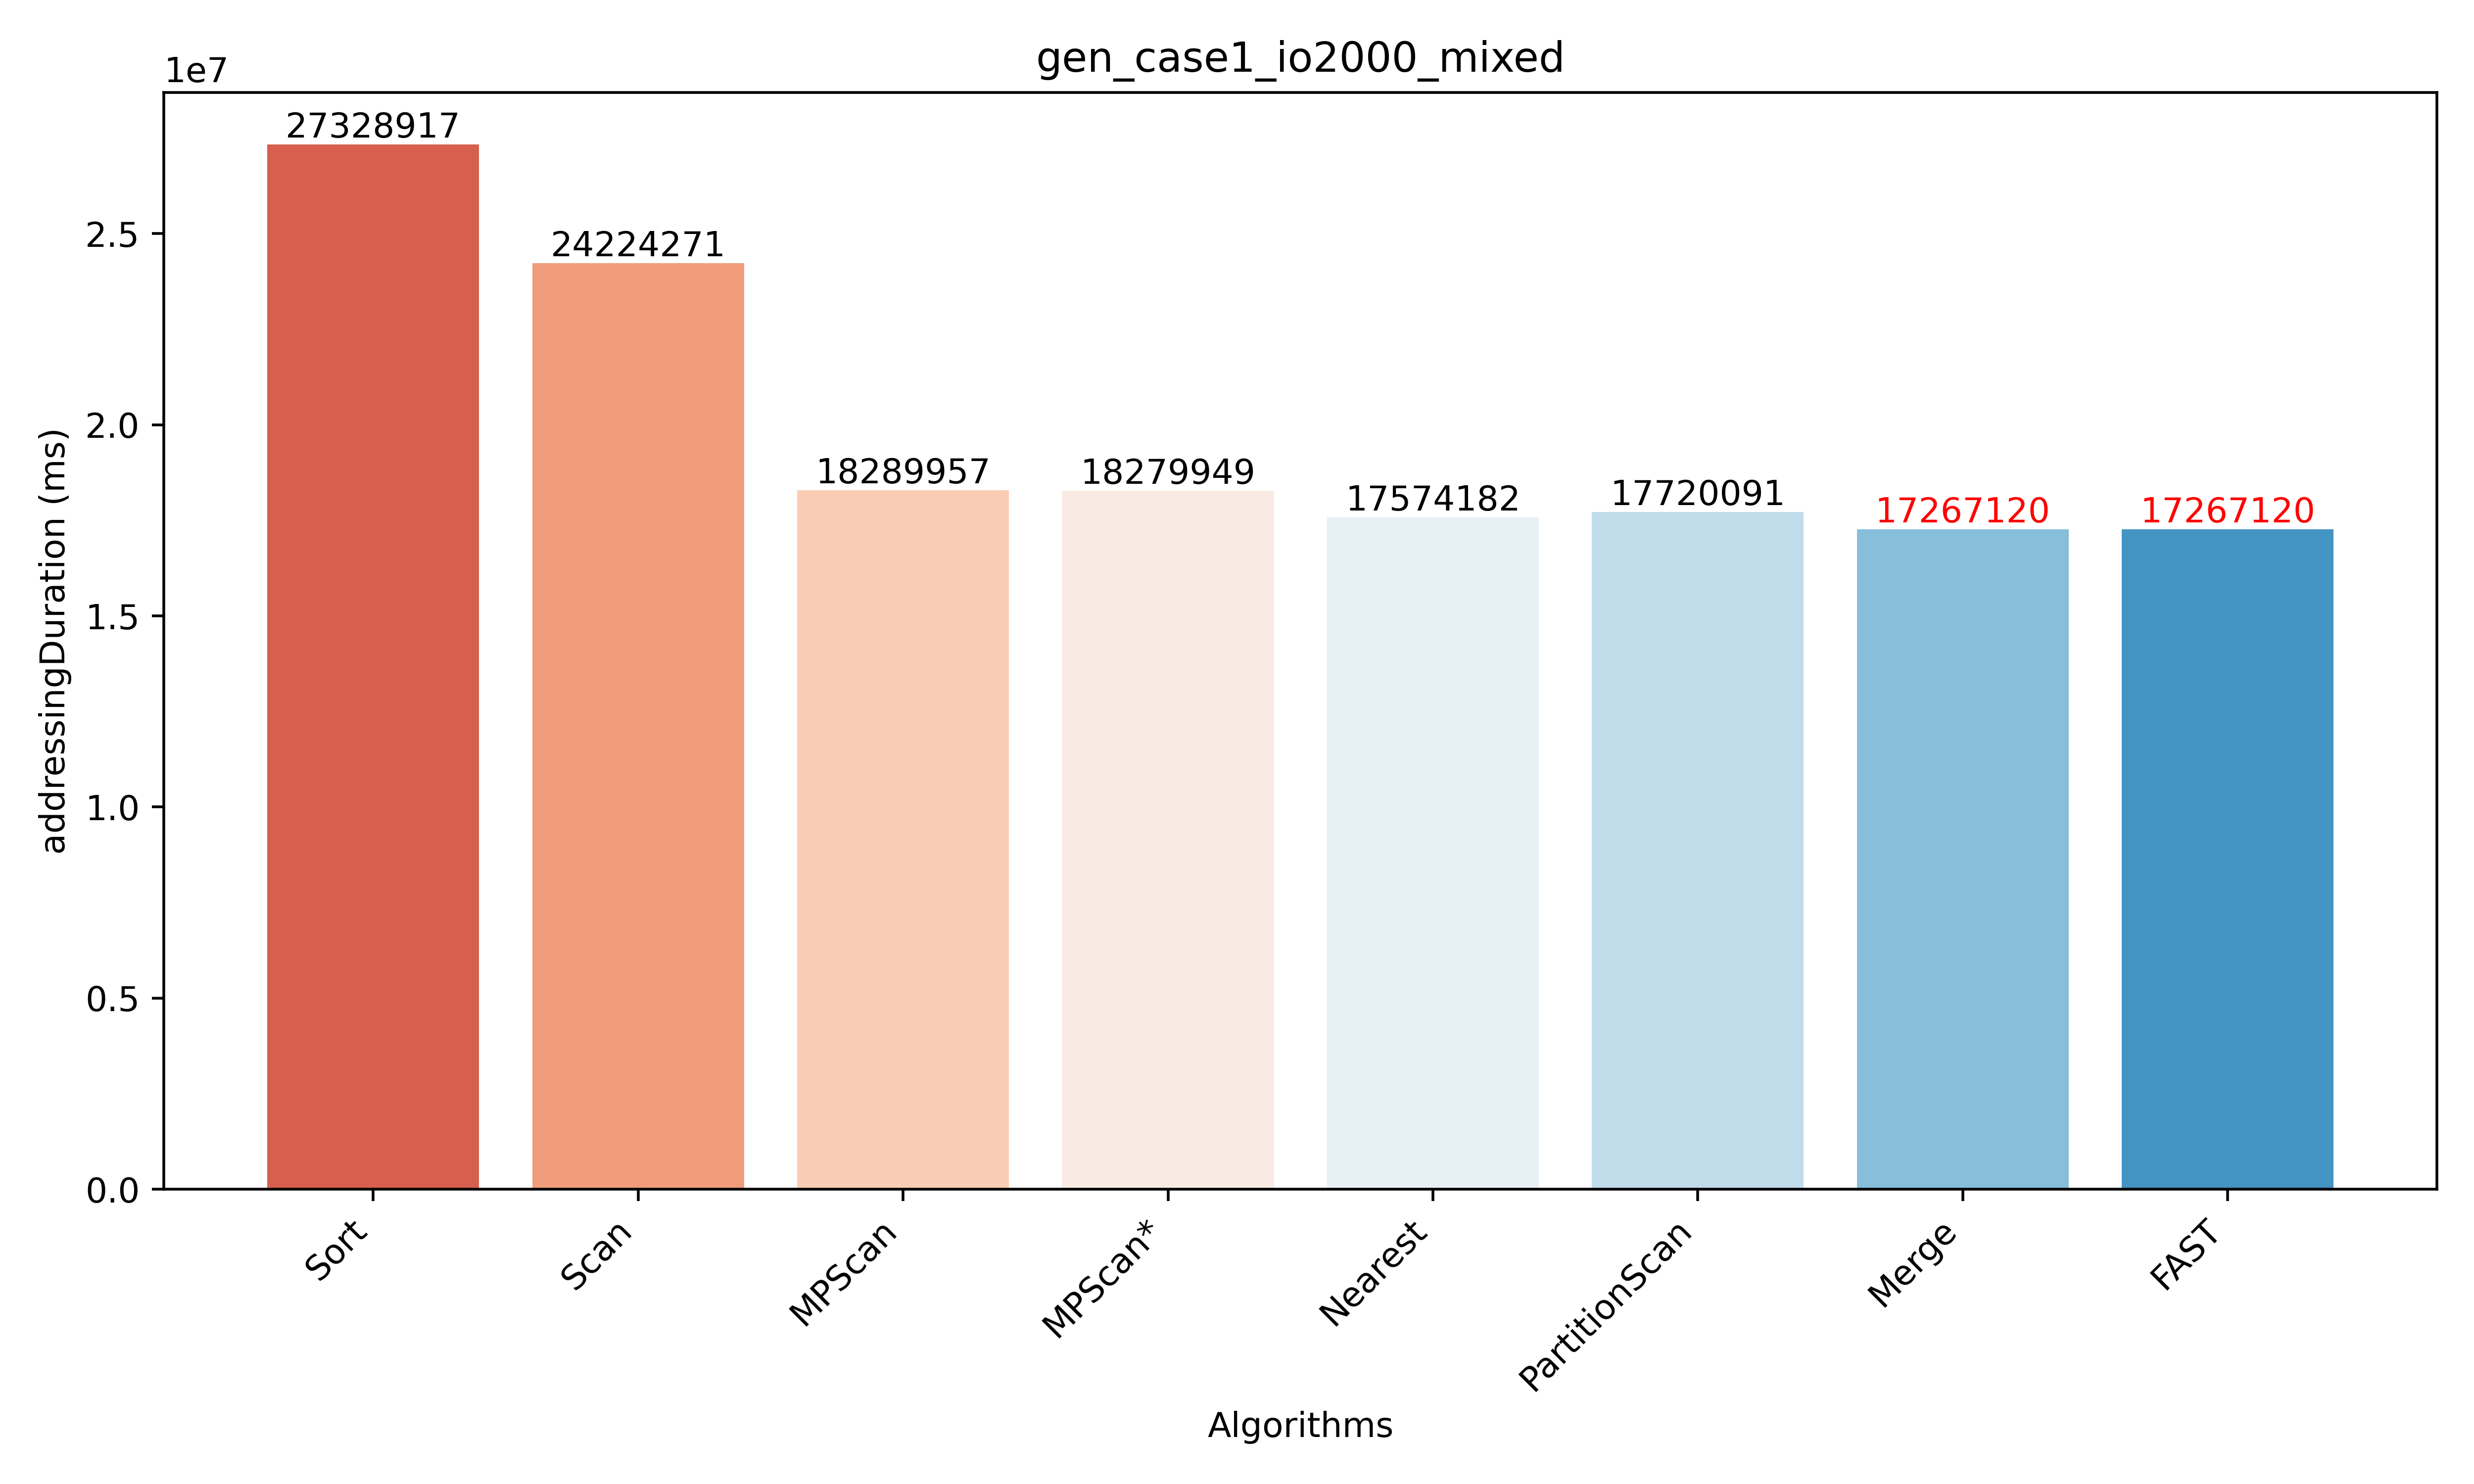 gen_case1_io2000_mixed
1e7
27328917
24224271
18289957
18279949
17574182
17720091
17267120
17267120
2.5
2.0
1.5
1.0
0.5
0.0
addressingDuration (ms)
Sort
Scan
MPScan
MPScan*
Nearest
PartitionScan
Merge
FAST
Algorithms